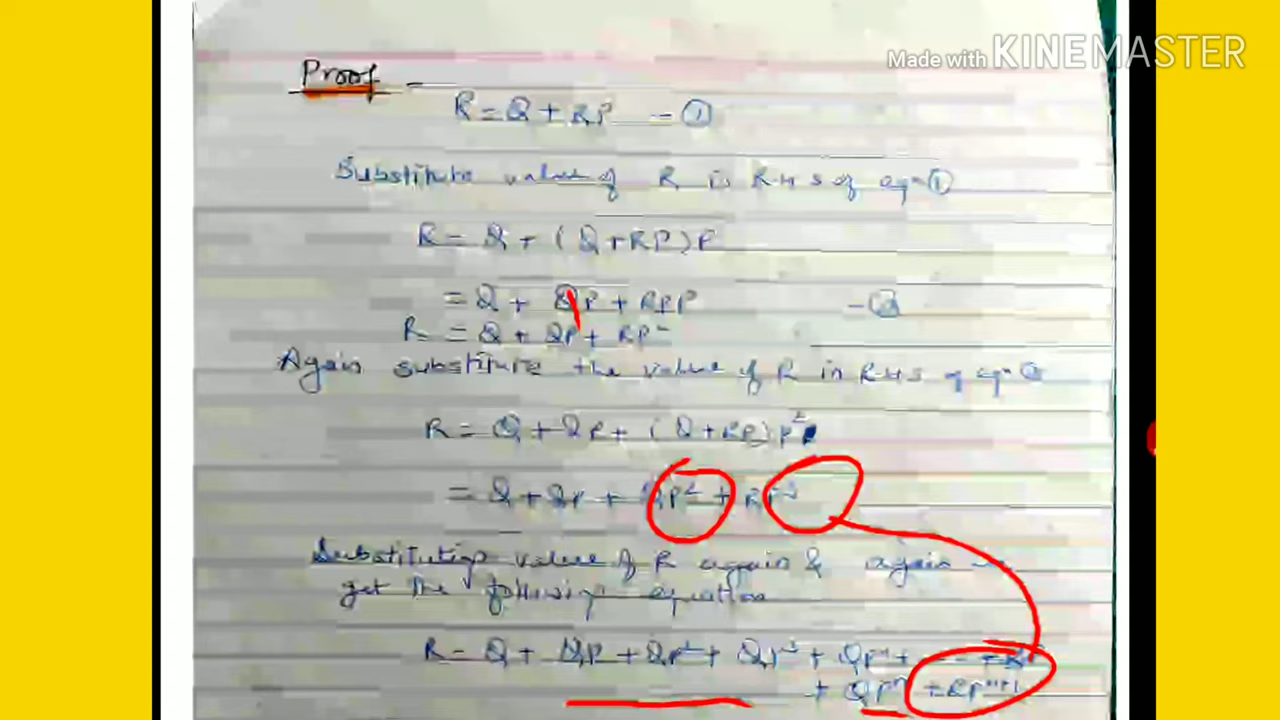 Made with KINEMASTER
Proof -
R = Q + RP - ①
Substitute value of R in RHS of eqn ①
R = Q + (Q+RP)P
= Q + QP + RPP - ②
R = Q + QP + RP²
Again substitute the value of R in RHS of eqn ②
R = Q + QP + (Q+RP)P²
= Q + QP + QP² + RP³
Substituting value of R again & again we
get the following equation
R = Q + QP + QP² + QP³ + QP⁴ + ---
+ QPⁿ + RPⁿ⁺¹